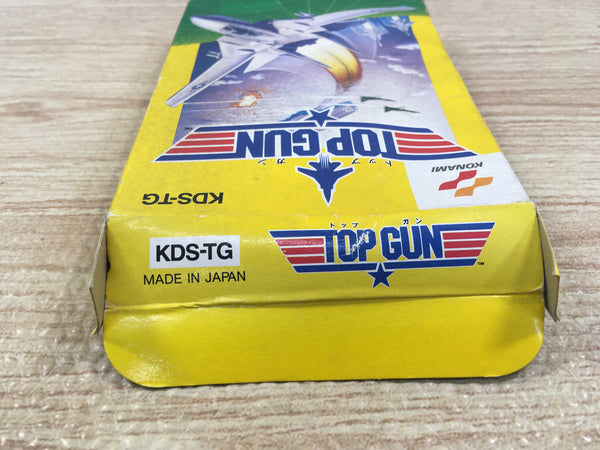 TOP GUN
トップ ガン
KONAMI
KDS-TG
KDS-TG
MADE IN JAPAN
トップ ガン
TOP GUN
TM